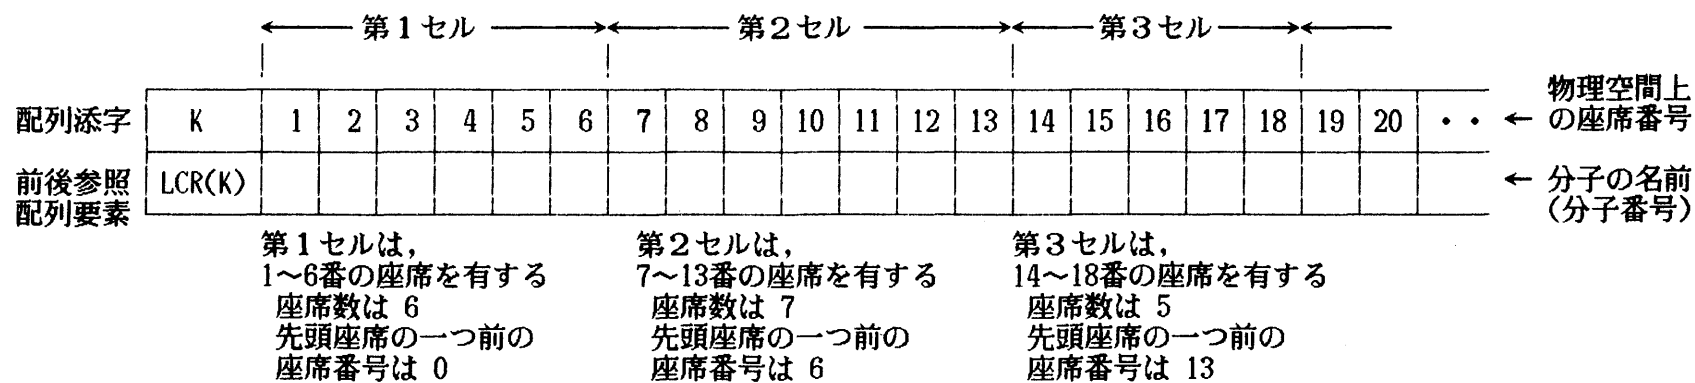 第1セル 第2セル 第3セル
配列添字 K 1 2 3 4 5 6 7 8 9 10 11 12 13 14 15 16 17 18 19 20 ・・ ← 物理空間上
の座席番号
前後参照 LCR(K) ← 分子の名前
配列要素 (分子番号)
第1セルは，
1～6番の座席を有する
座席数は 6
先頭座席の一つ前の
座席番号は 0
第2セルは，
7～13番の座席を有する
座席数は 7
先頭座席の一つ前の
座席番号は 6
第3セルは，
14～18番の座席を有する
座席数は 5
先頭座席の一つ前の
座席番号は 13